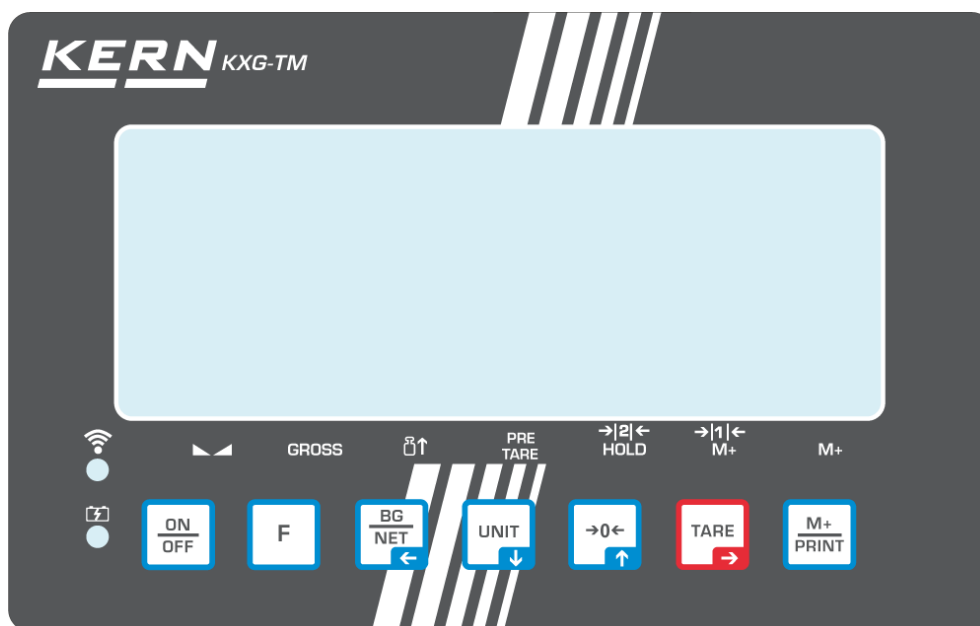 KERN KXG-TM
GROSS
PRE
TARE
→|2|←
HOLD
→|1|←
M+
M+
ON
OFF
F
BG
NET
←
UNIT
↓
→0←
↑
TARE
→
M+
PRINT